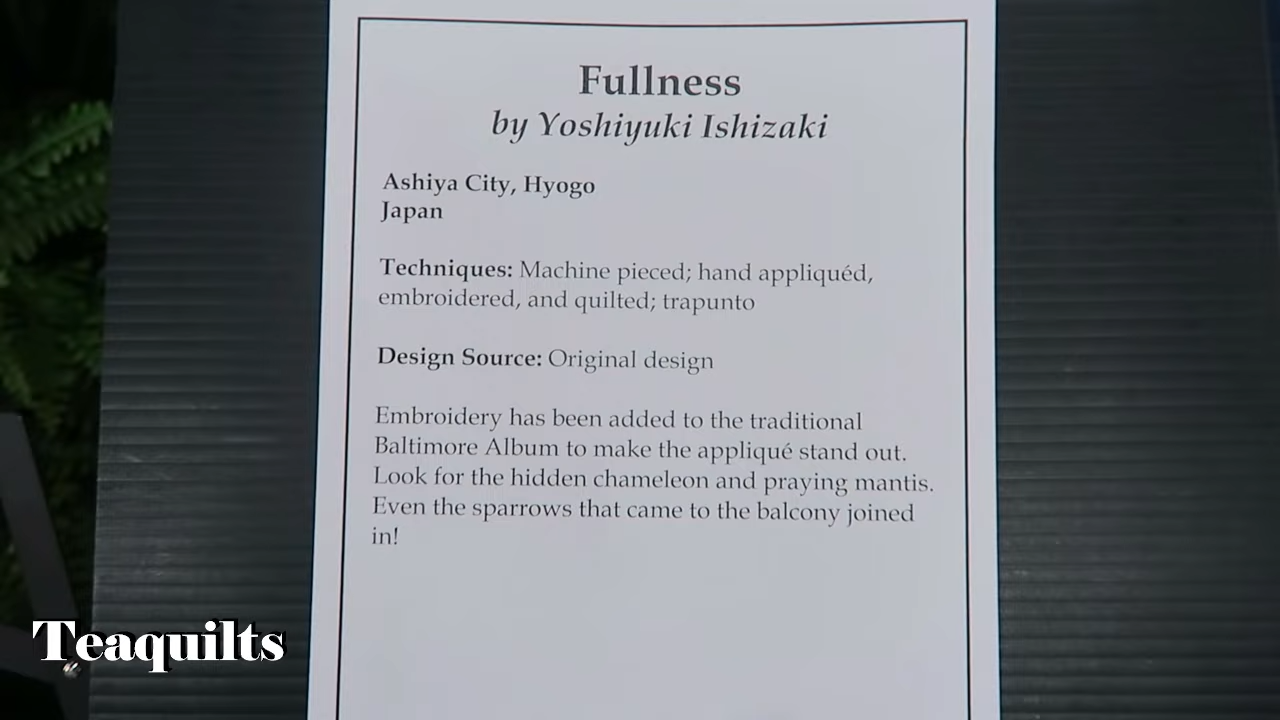 Fullness
by Yoshiyuki Ishizaki
Ashiya City, Hyogo
Japan
Techniques: Machine pieced; hand appliquéd,
embroidered, and quilted; trapunto
Design Source: Original design
Embroidery has been added to the traditional
Baltimore Album to make the appliqué stand out.
Look for the hidden chameleon and praying mantis.
Even the sparrows that came to the balcony joined
in!
Teaquilts